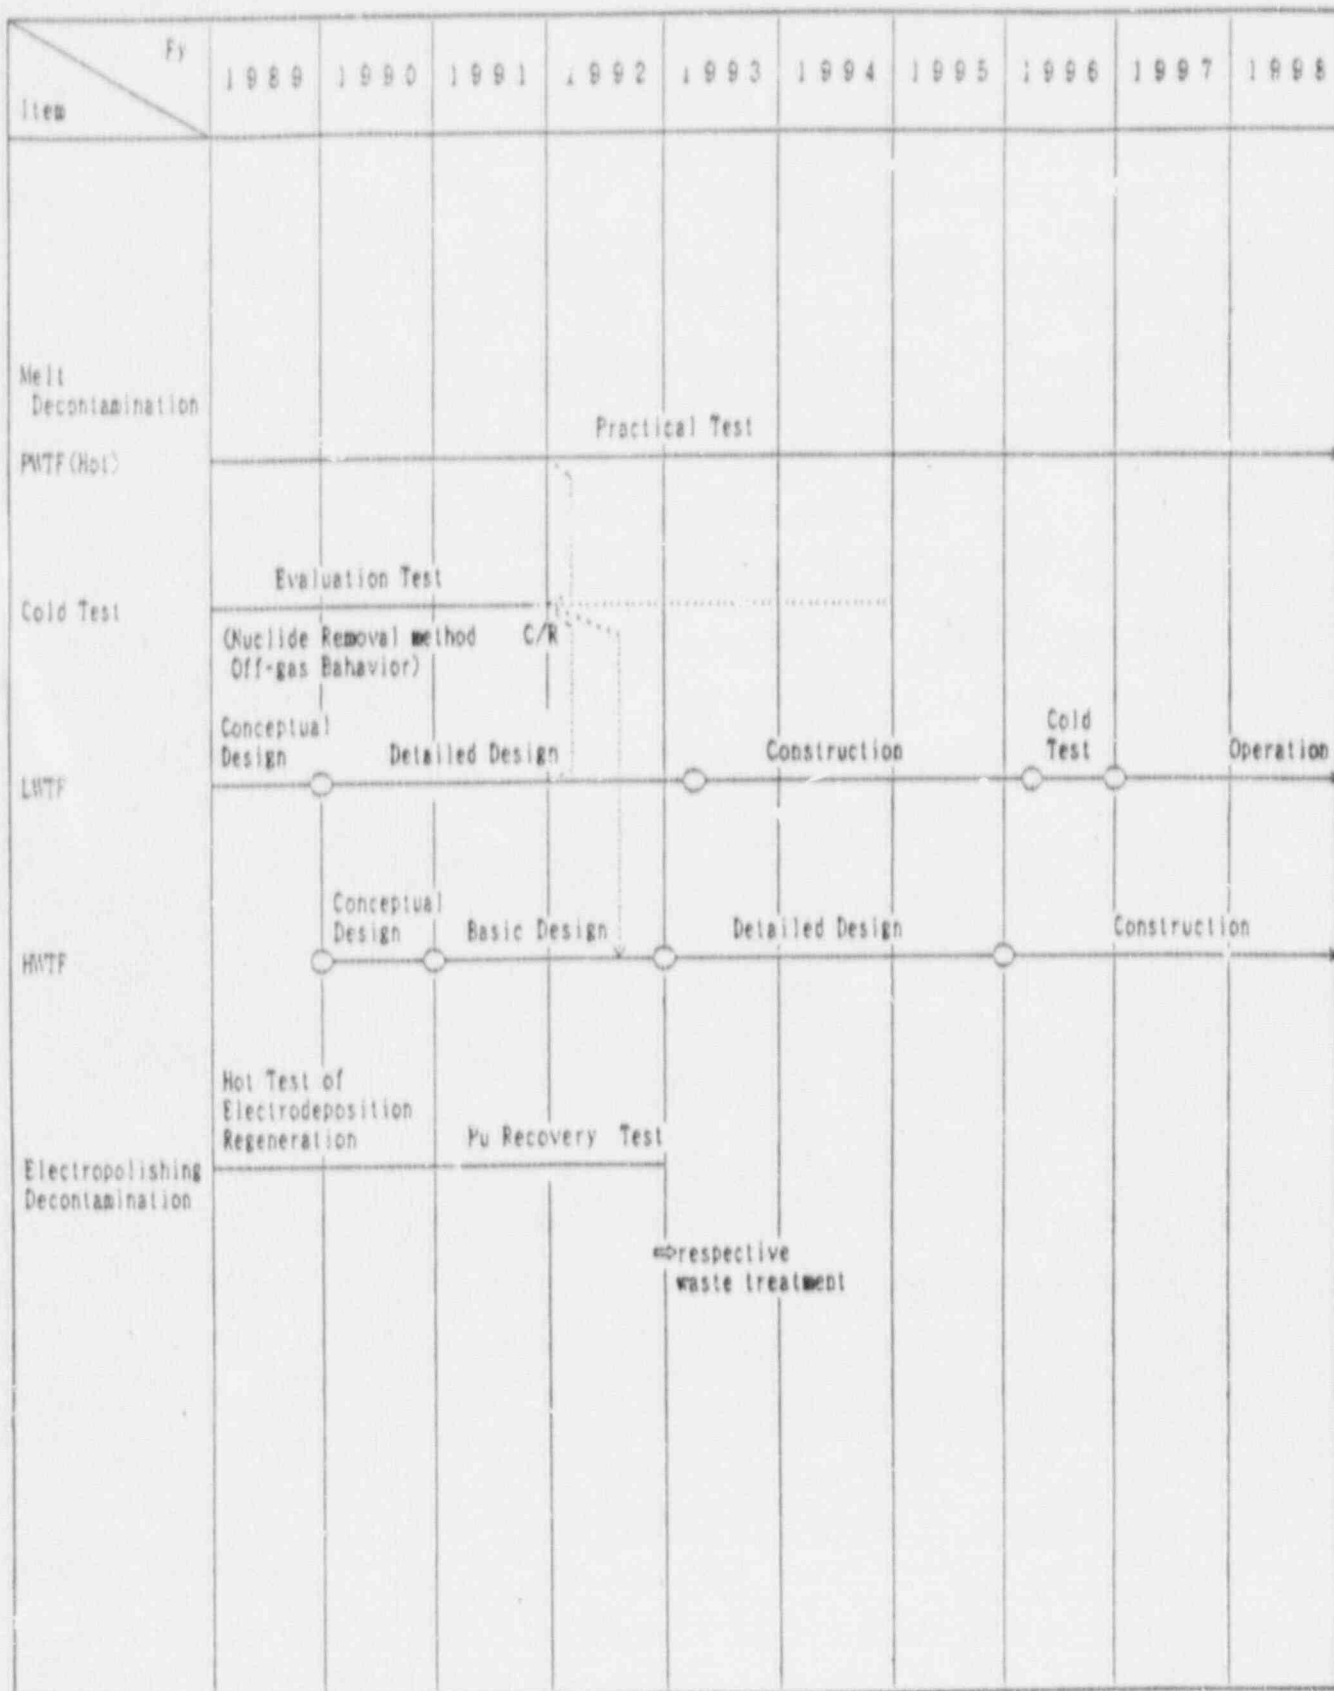 Fy
Item
1989 1990 1991 1992 1993 1994 1995 1996 1997 1998
Melt
Decontamination
Practical Test
PWTF(Hot)
Evaluation Test
Cold Test
(Nuclide Removal method C/R
Off-gas Bahavior)
Conceptual
Design
Detailed Design
Construction
Cold
Test
Operation
LWTF
Conceptual
Design
Basic Design
Detailed Design
Construction
HWTF
Hot Test of
Electrodeposition
Regeneration
Pu Recovery Test
Electropolishing
Decontamination
⇒respective
waste treatment